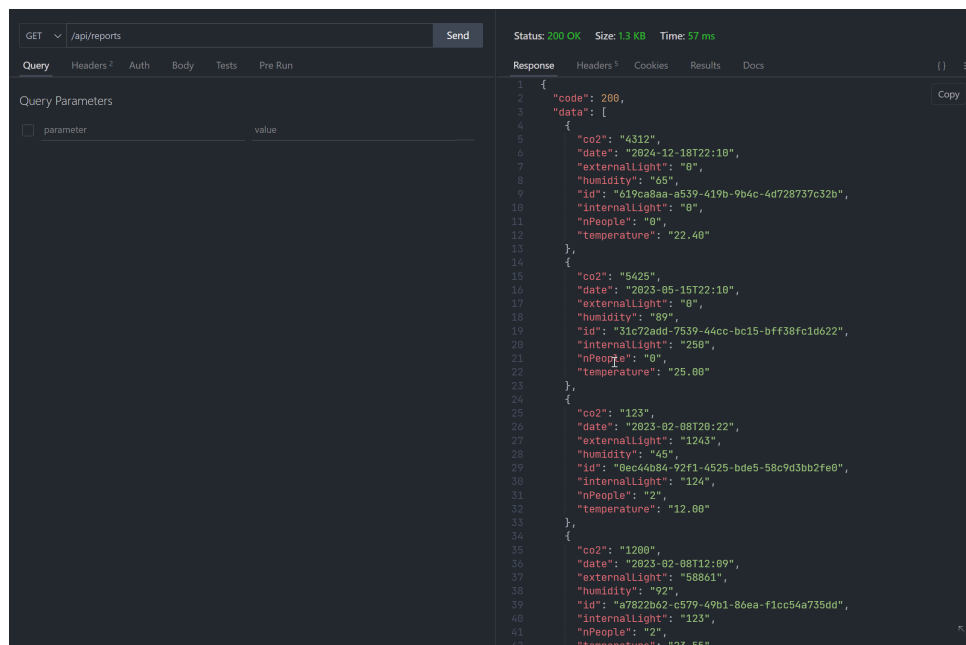 GET /api/reports Send
Query Headers 2 Auth Body Tests Pre Run
Query Parameters
parameter value
Status: 200 OK Size: 1.3 KB Time: 57 ms
Response Headers 5 Cookies Results Docs { }
Copy
1 {
2 "code": 200,
3 "data": [
4 {
5 "co2": "4312",
6 "date": "2024-12-18T22:10",
7 "externalLight": "0",
8 "humidity": "65",
9 "id": "619ca8aa-a539-419b-9b4c-4d728737c32b",
10 "internalLight": "0",
11 "nPeople": "0",
12 "temperature": "22.40"
13 },
14 {
15 "co2": "5425",
16 "date": "2023-05-15T22:10",
17 "externalLight": "0",
18 "humidity": "89",
19 "id": "31c72add-7539-44cc-bc15-bff38fc1d622",
20 "internalLight": "250",
21 "nPeople": "0",
22 "temperature": "25.00"
23 },
24 {
25 "co2": "123",
26 "date": "2023-02-08T20:22",
27 "externalLight": "1243",
28 "humidity": "45",
29 "id": "0ec44b84-92f1-4525-bde5-58c9d3bb2fe0",
30 "internalLight": "124",
31 "nPeople": "2",
32 "temperature": "12.00"
33 },
34 {
35 "co2": "1200",
36 "date": "2023-02-08T12:09",
37 "externalLight": "58861",
38 "humidity": "92",
39 "id": "a7822b62-c579-49b1-86ea-f1cc54a735dd",
40 "internalLight": "123",
41 "nPeople": "2",